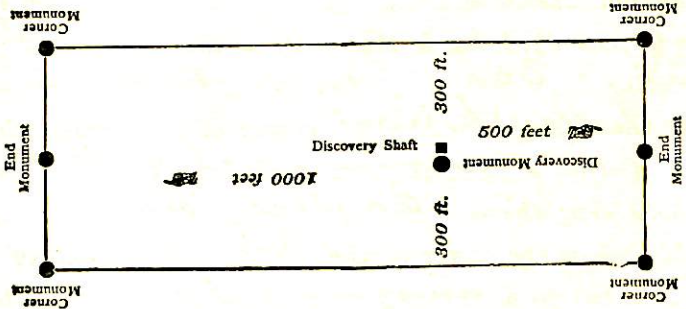 Corner
Monument
Corner
Monument
300 ft.
500 feet
Discovery Shaft
Discovery Monument
End
Monument
End
Monument
1000 feet
300 ft.
Corner
Monument
Corner
Monument